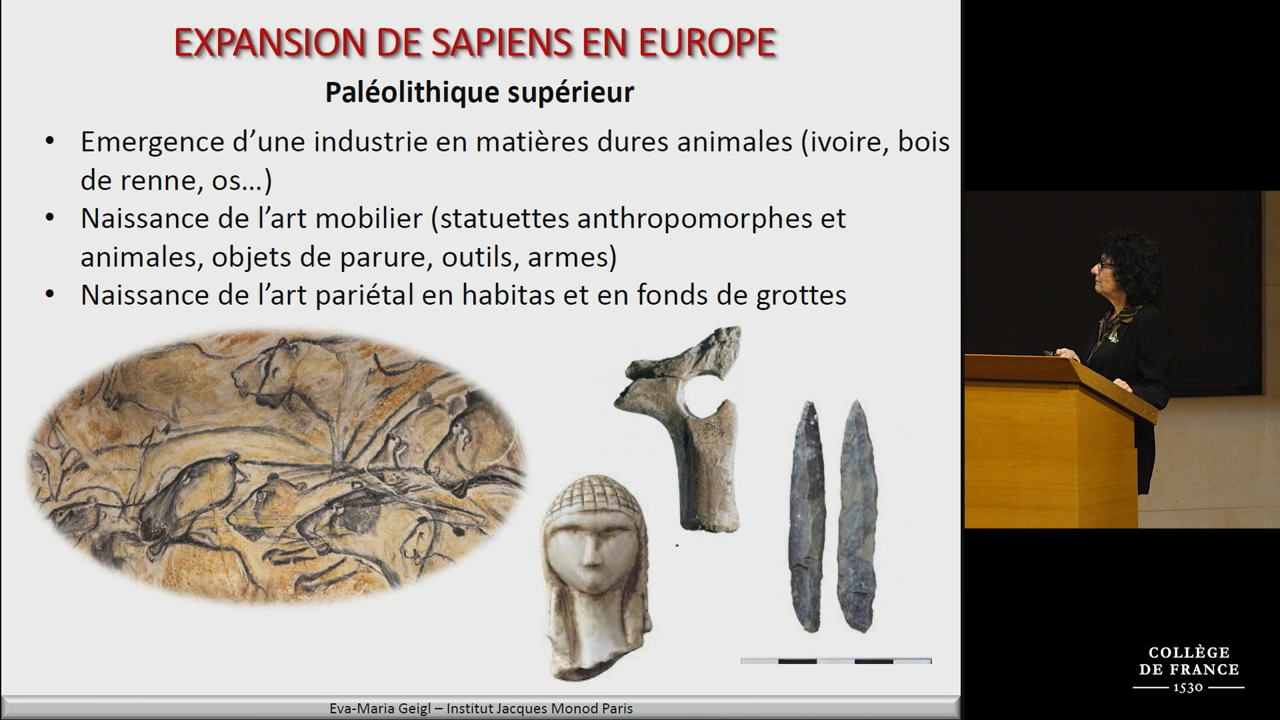 EXPANSION DE SAPIENS EN EUROPE
Paléolithique supérieur
• Emergence d’une industrie en matières dures animales (ivoire, bois
de renne, os…)
• Naissance de l’art mobilier (statuettes anthropomorphes et
animales, objets de parure, outils, armes)
• Naissance de l’art pariétal en habitas et en fonds de grottes
Eva-Maria Geigl – Institut Jacques Monod Paris
COLLÈGE
DE FRANCE
1530